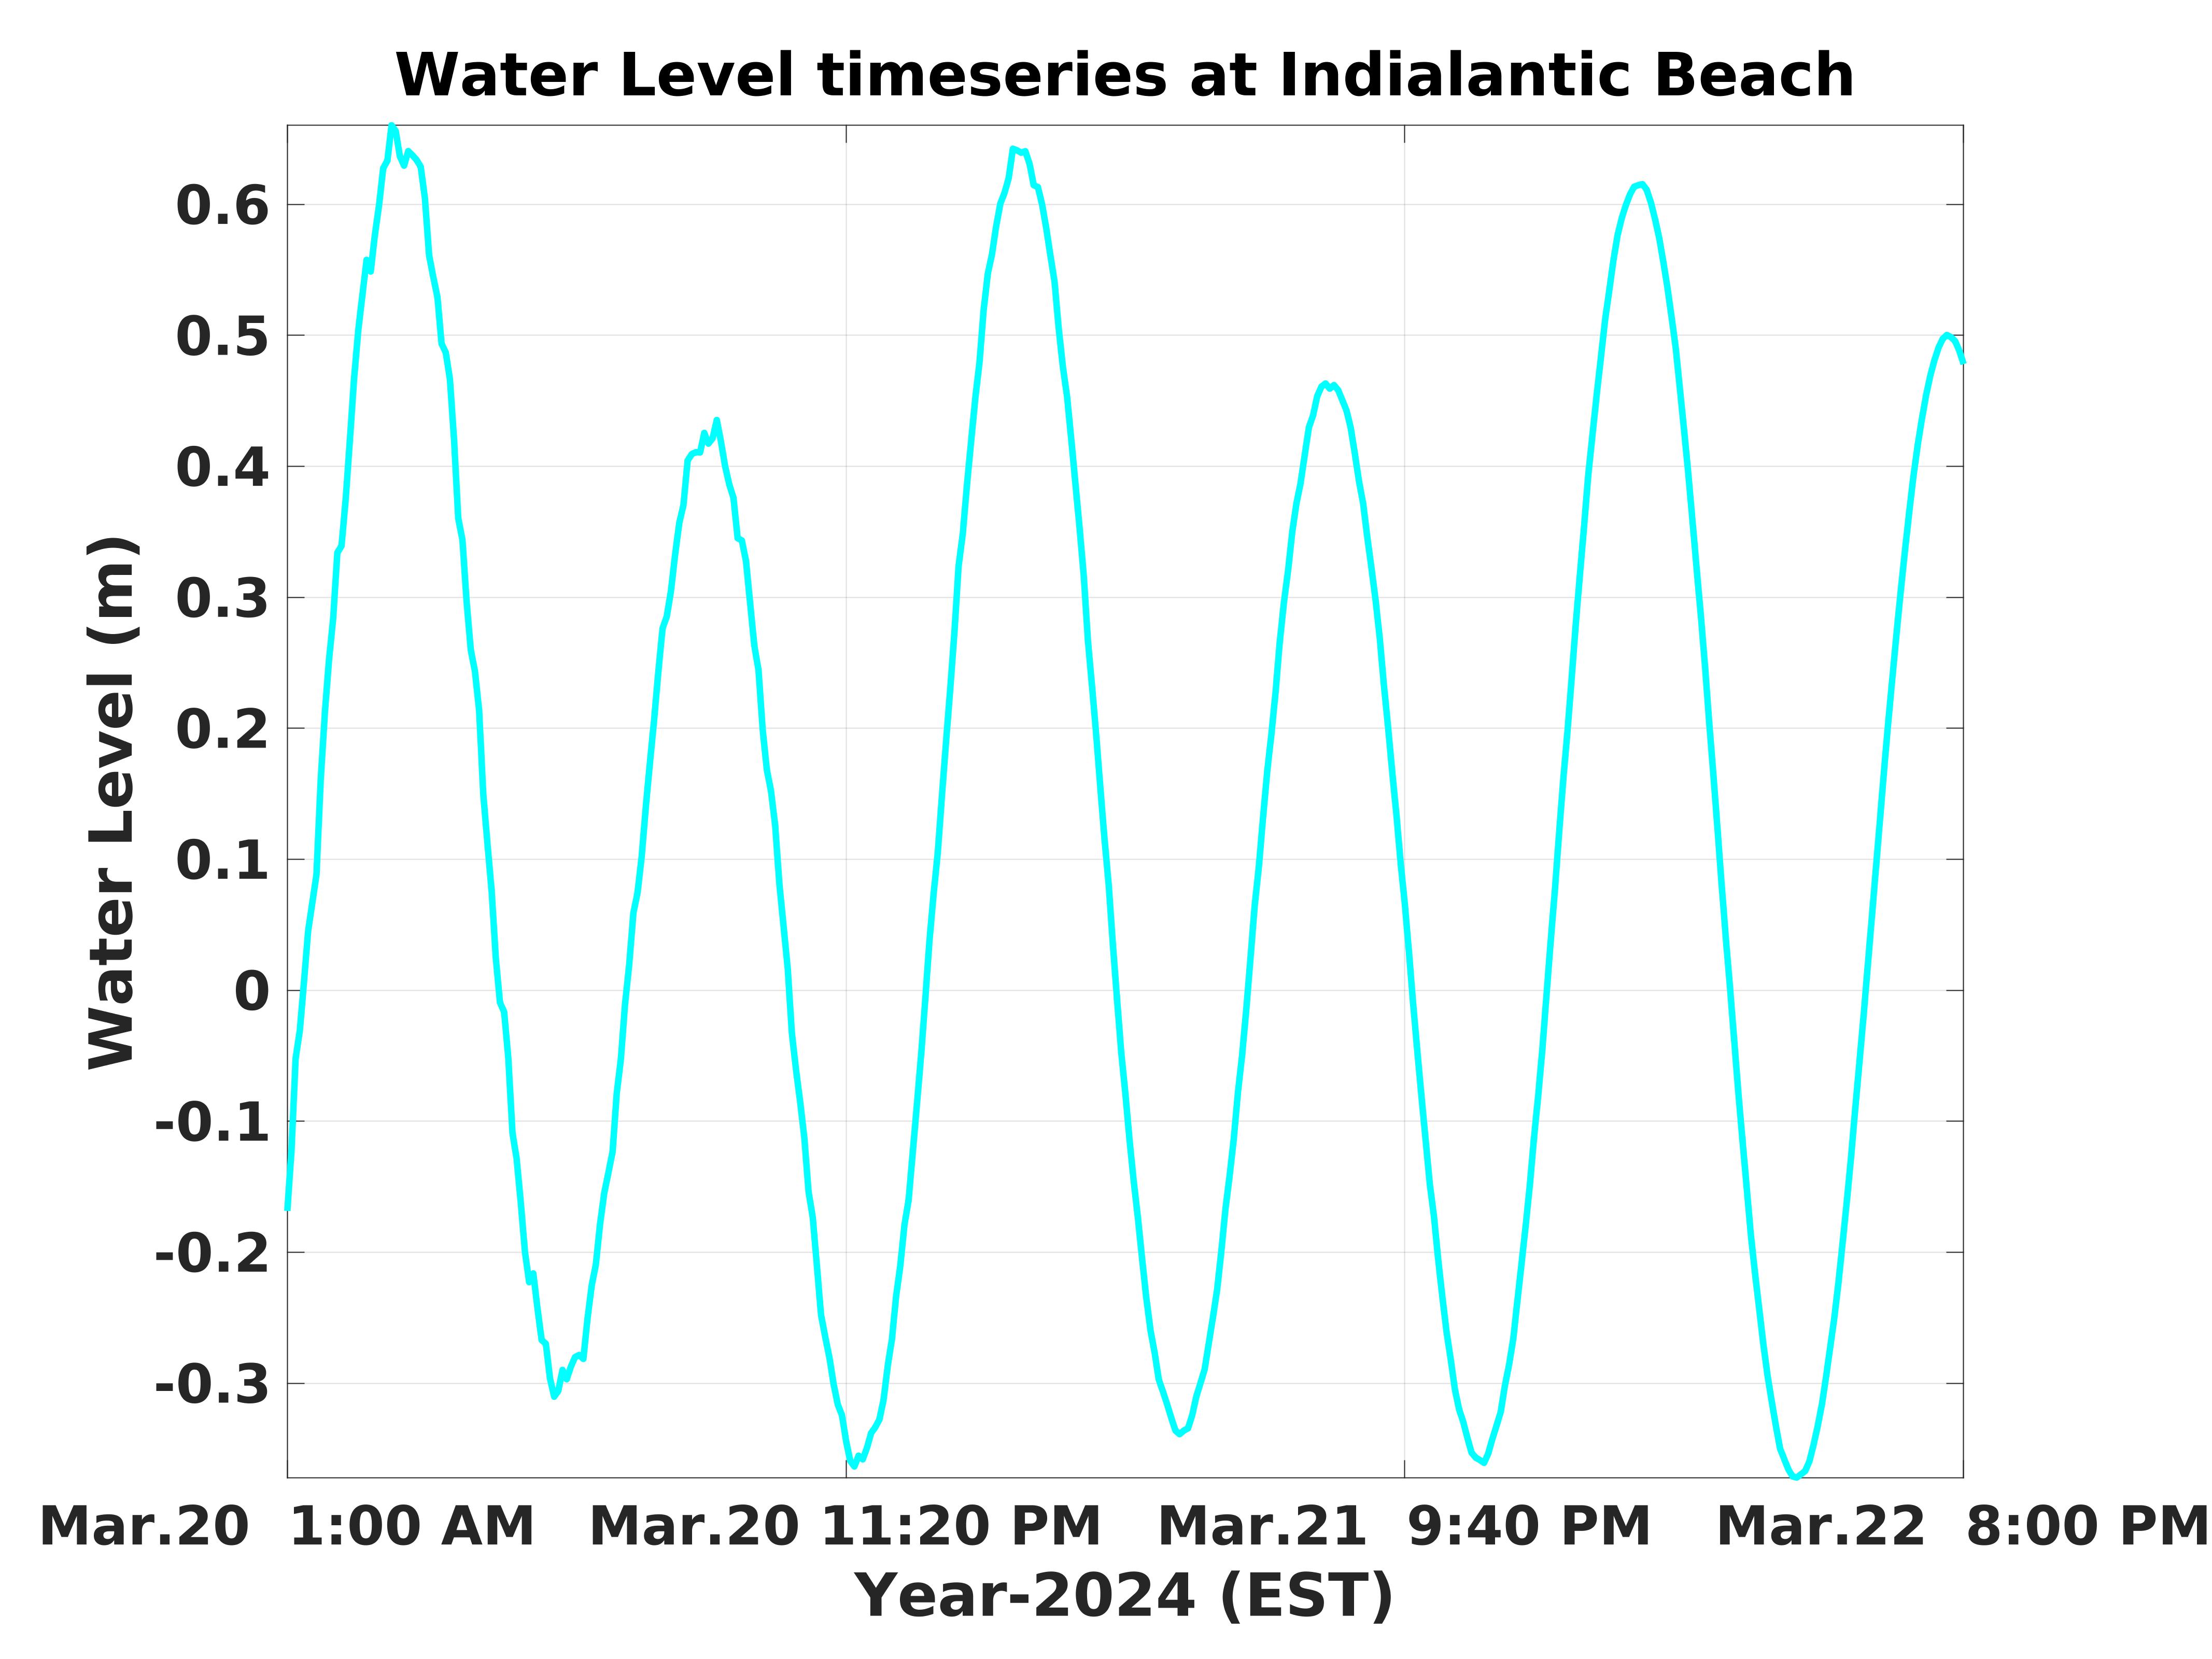 Water Level timeseries at Indialantic Beach
Water Level (m)
0.6
0.5
0.4
0.3
0.2
0.1
0
-0.1
-0.2
-0.3
Mar.20 1:00 AM
Mar.20 11:20 PM
Mar.21 9:40 PM
Mar.22 8:00 PM
Year-2024 (EST)